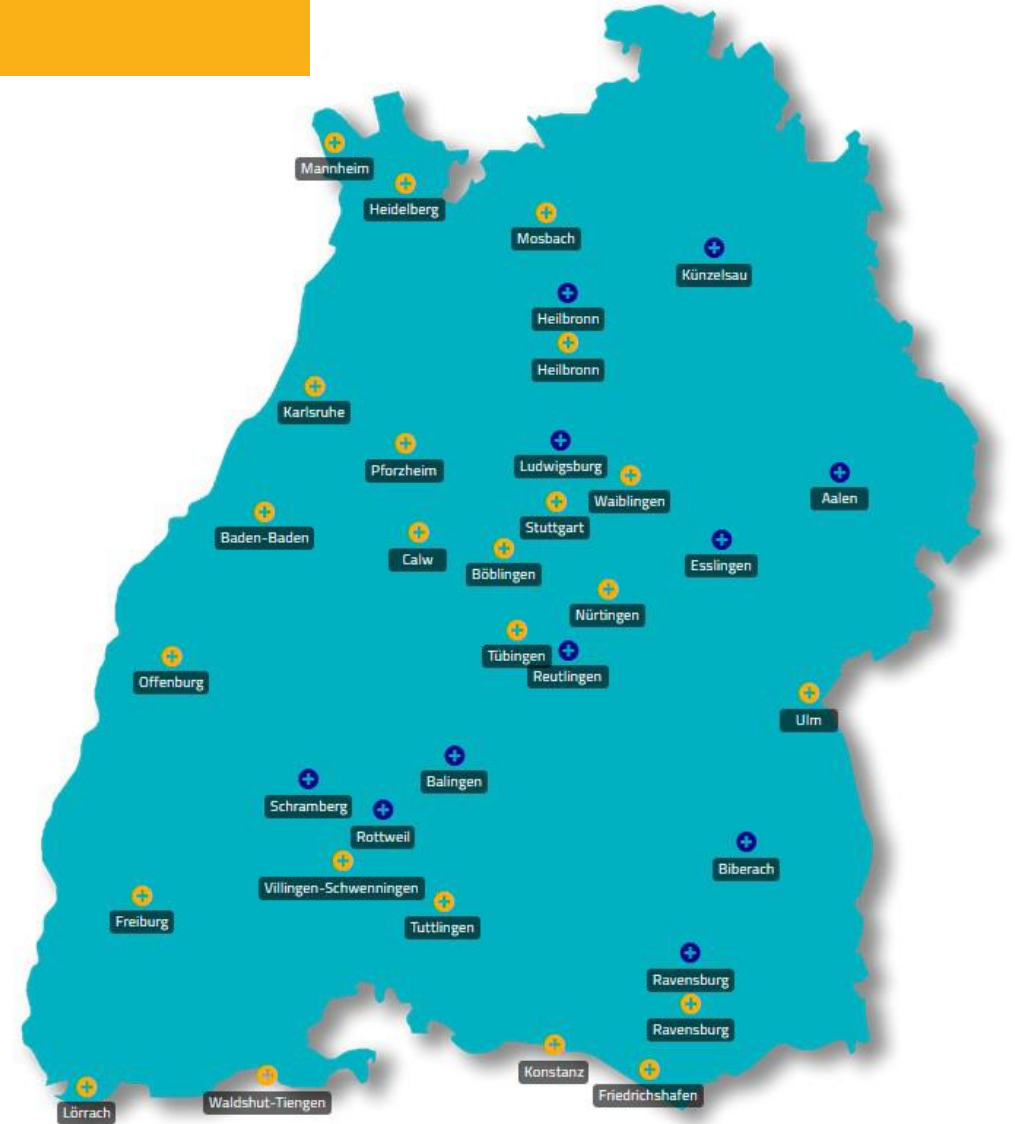 Mannheim
Heidelberg
Mosbach
Künzelsau
Heilbronn
Heilbronn
Karlsruhe
Pforzheim
Ludwigsburg
Waiblingen
Aalen
Stuttgart
Baden-Baden
Calw
Böblingen
Esslingen
Nürtingen
Tübingen
Reutlingen
Offenburg
Ulm
Balingen
Schramberg
Rottweil
Biberach
Villingen-Schwenningen
Freiburg
Tuttlingen
Ravensburg
Ravensburg
Konstanz
Friedrichshafen
Waldshut-Tiengen
Lörrach